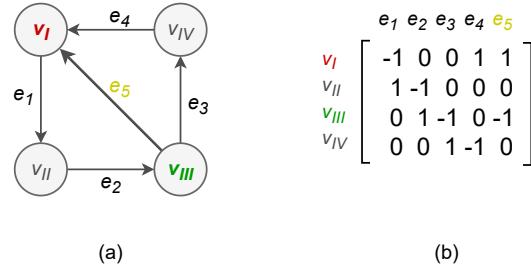 e4
vI
vIV
e1
e5
e3
vII
e2
vIII
(a)
e1 e2 e3 e4 e5
vI -1 0 0 1 1
vII 1 -1 0 0 0
vIII 0 1 -1 0 -1
vIV 0 0 1 -1 0
(b)